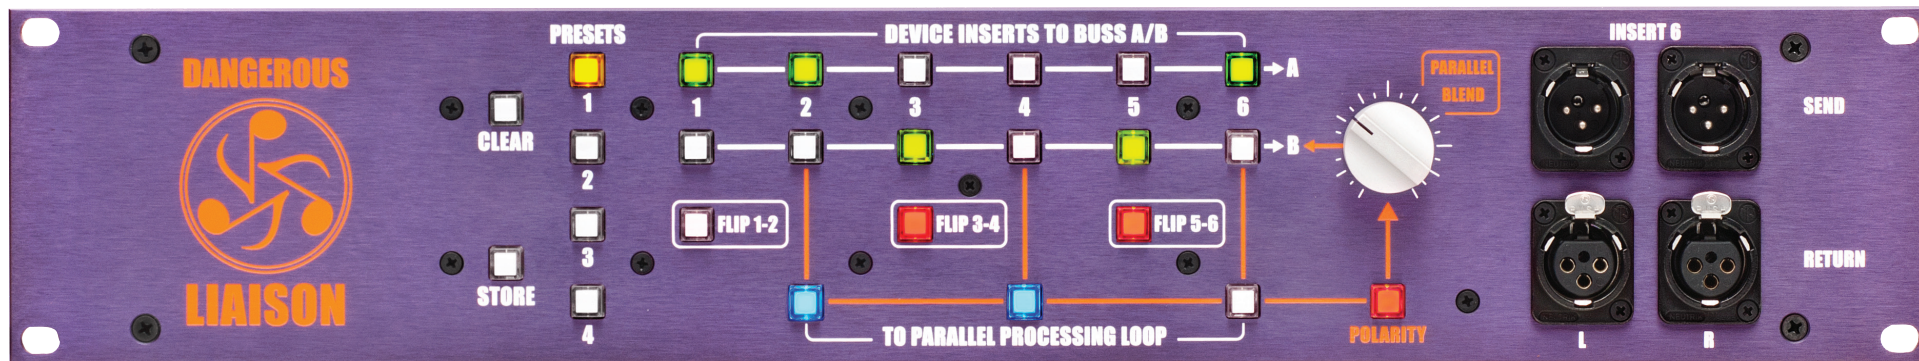 DANGEROUS
LIAISON
CLEAR
STORE
PRESETS
1
2
3
4
DEVICE INSERTS TO BUSS A/B
A
1 2 3 4 5 6
B
FLIP 1-2 FLIP 3-4 FLIP 5-6
TO PARALLEL PROCESSING LOOP
PARALLEL
BLEND
POLARITY
INSERT 6
SEND
RETURN
L R